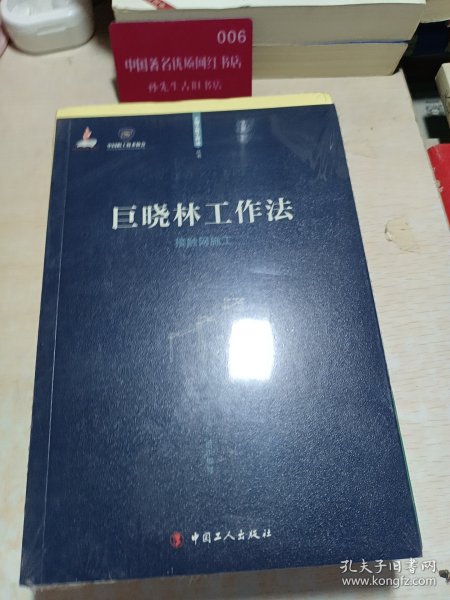 006
中国著名优质网红书店
孙先生古旧书店
巨晓林工作法
接触网施工
中国工人出版社
孔夫子旧书网
www.kongfz.com